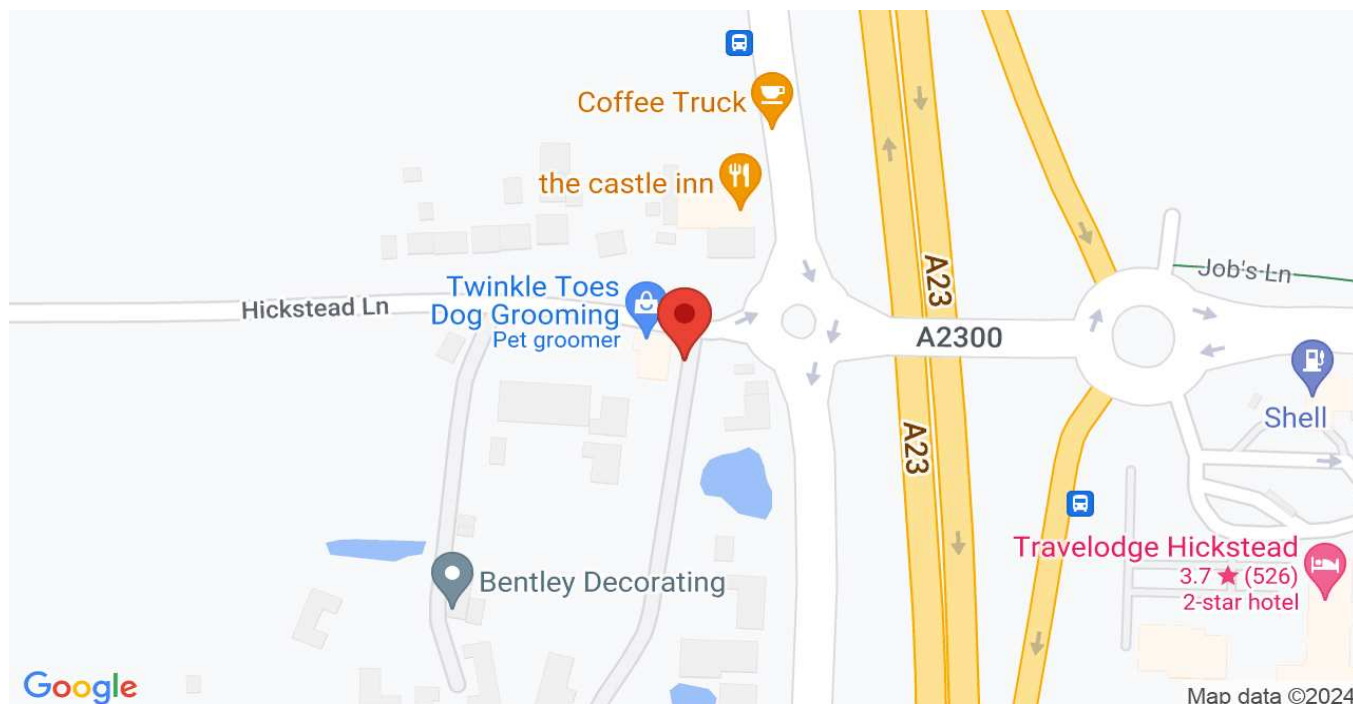 Coffee Truck
the castle inn
A23
Job's Ln
Twinkle Toes
Dog Grooming
Pet groomer
Hickstead Ln
A2300
Shell
A23
Travelodge Hickstead
3.7 ★ (526)
2-star hotel
Bentley Decorating
Google
Map data ©2024